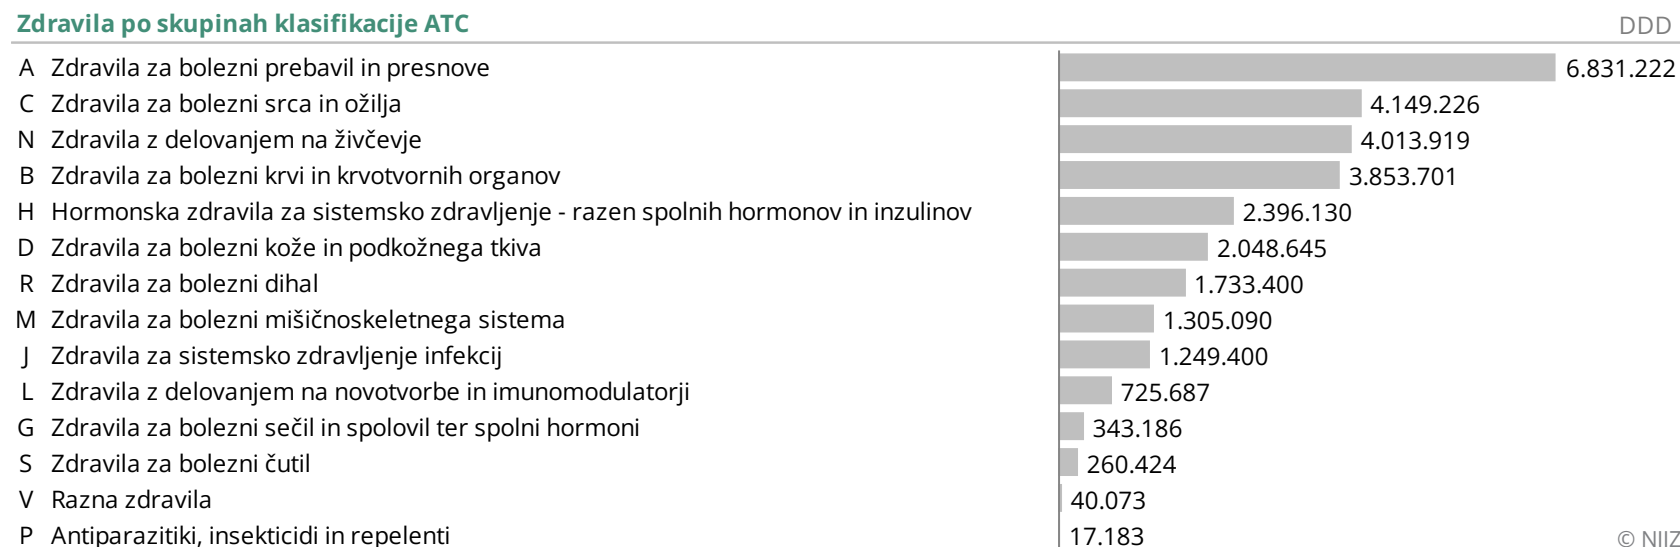 Zdravila po skupinah klasifikacije ATC DDD
A Zdravila za bolezni prebavil in presnove 6.831.222
C Zdravila za bolezni srca in ožilja 4.149.226
N Zdravila z delovanjem na živčevje 4.013.919
B Zdravila za bolezni krvi in krvotvornih organov 3.853.701
H Hormonska zdravila za sistemsko zdravljenje - razen spolnih hormonov in inzulinov 2.396.130
D Zdravila za bolezni kože in podkožnega tkiva 2.048.645
R Zdravila za bolezni dihal 1.733.400
M Zdravila za bolezni mišičnoskeletnega sistema 1.305.090
J Zdravila za sistemsko zdravljenje infekcij 1.249.400
L Zdravila z delovanjem na novotvorbe in imunomodulatorji 725.687
G Zdravila za bolezni sečil in spolovil ter spolni hormoni 343.186
S Zdravila za bolezni čutil 260.424
V Razna zdravila 40.073
P Antiparazitiki, insekticidi in repelenti 17.183
© NIJZ